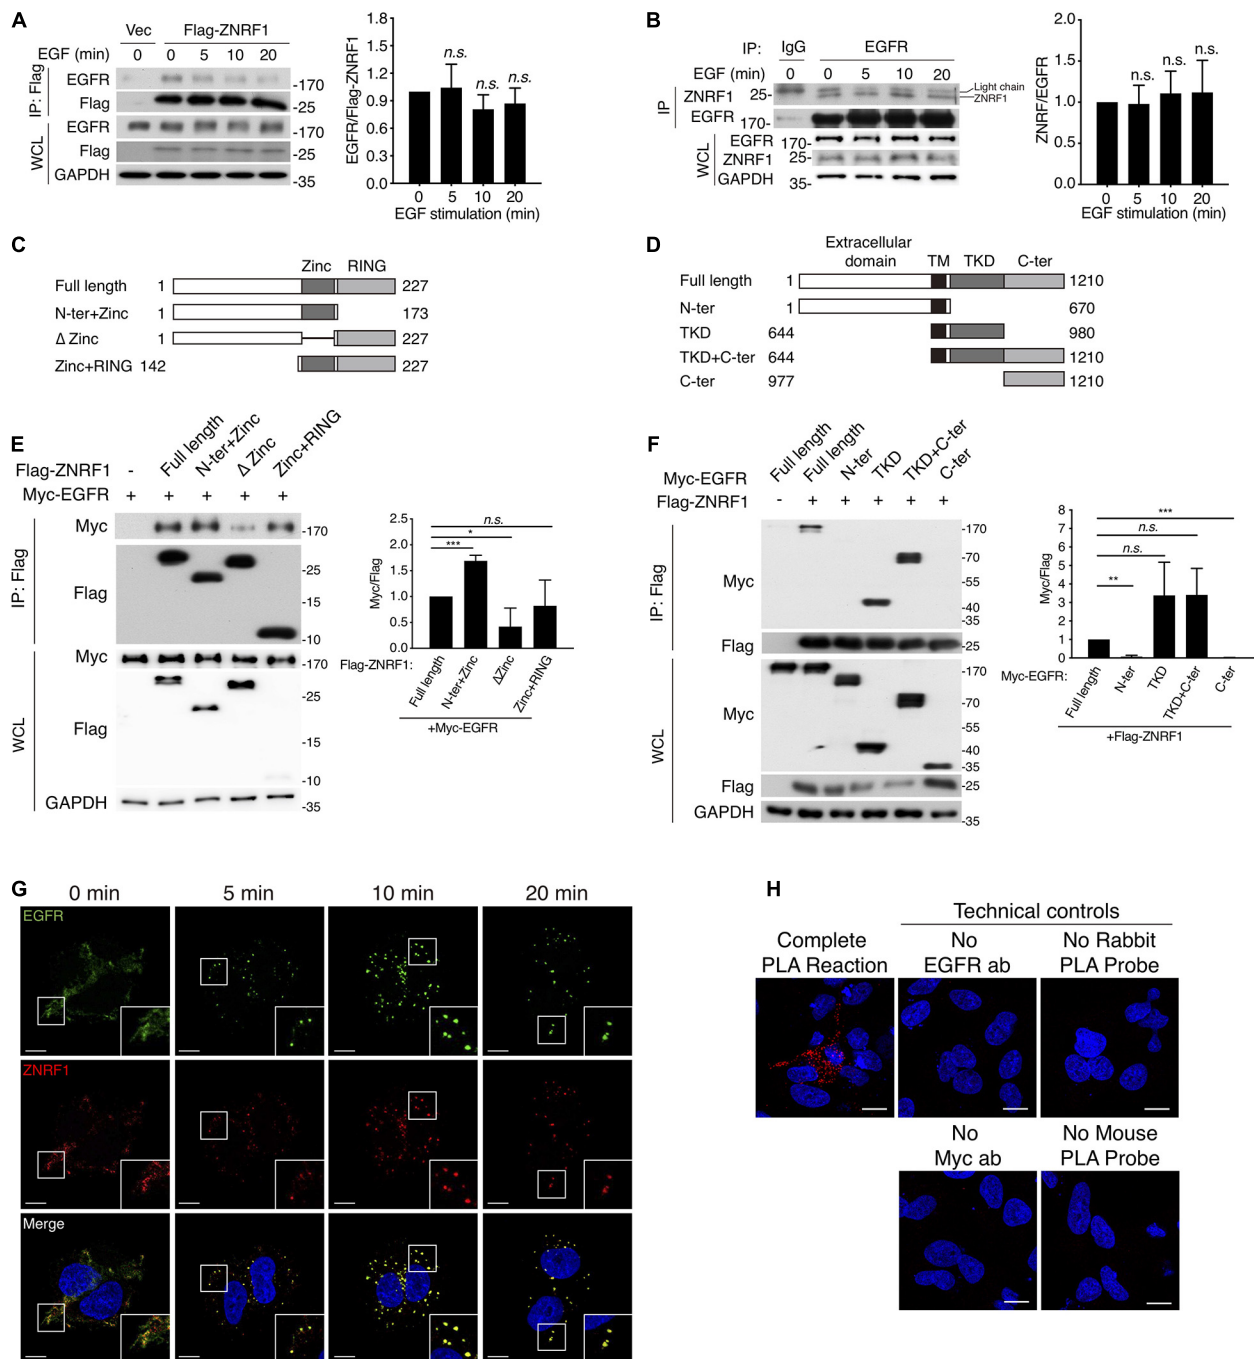 A
Vec Flag-ZNRF1
EGF (min) 0 0 5 10 20
IP: Flag
EGFR -170
Flag -25
WCL
EGFR -170
Flag -25
GAPDH -35
EGFR/Flag-ZNRF1
1.8
1.5
1.2
0.9
0.6
0.3
0.0
n.s. n.s. n.s.
0 5 10 20
EGF stimulation (min)
B
IP: IgG EGFR
EGF (min) 0 0 5 10 20
IP
ZNRF1 25- Light chain
ZNRF1
EGFR 170-
WCL
EGFR 170-
ZNRF1 25-
GAPDH 35-
ZNRF/EGFR
2.0
1.5
1.0
0.5
0.0
n.s. n.s. n.s.
0 5 10 20
EGF stimulation (min)
C
Zinc RING
Full length 1 227
N-ter+Zinc 1 173
Δ Zinc 1 227
Zinc+RING 142 227
D
Extracellular
domain TM TKD C-ter
Full length 1 1210
N-ter 1 670
TKD 644 980
TKD+C-ter 644 1210
C-ter 977 1210
E
Flag-ZNRF1 - Full length N-ter+Zinc Δ Zinc Zinc+RING
Myc-EGFR + + + + +
IP: Flag
Myc -170
Flag
-25
-15
-10
WCL
Myc -170
Flag
-25
-15
-10
GAPDH -35
Myc/Flag
2.5
2.0
1.5
1.0
0.5
0.0
n.s.
*
***
Flag-ZNRF1: Full length N-ter+Zinc ΔZinc Zinc+RING
+Myc-EGFR
F
Myc-EGFR Full length Full length N-ter TKD TKD+C-ter C-ter
Flag-ZNRF1 - + + + + +
IP: Flag
Myc
-170
-70
-55
-40
-35
Flag -25
WCL
Myc
-170
-70
-55
-40
-35
Flag -25
GAPDH -35
Myc/Flag
8
7
6
5
4
3
2
1
0
***
n.s.
n.s.
**
Myc-EGFR: Full length N-ter TKD TKD+C-ter C-ter
+Flag-ZNRF1
G
0 min 5 min 10 min 20 min
EGFR
ZNRF1
Merge
H
Technical controls
Complete
PLA Reaction
No
EGFR ab
No Rabbit
PLA Probe
No
Myc ab
No Mouse
PLA Probe